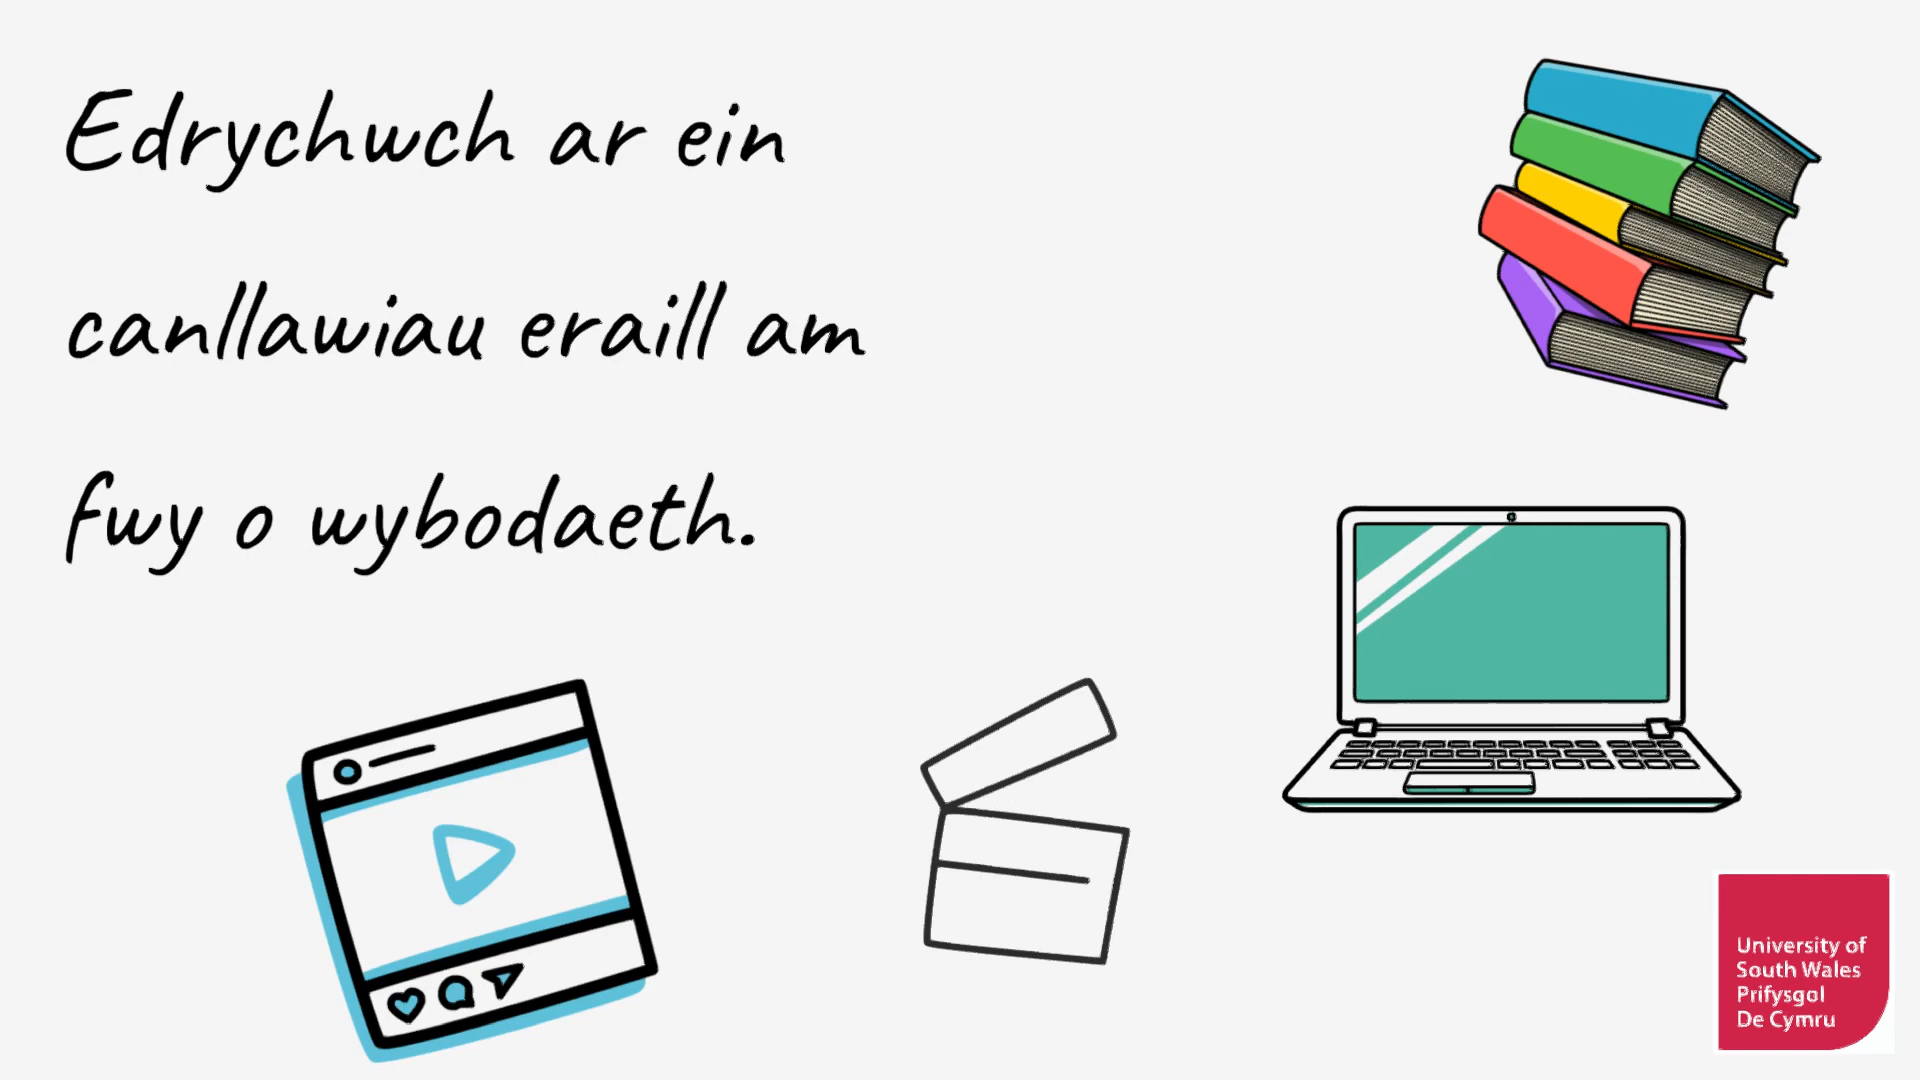 Edrychwch ar ein
canllawiau eraill am
fwy o wybodaeth.
University of
South Wales
Prifysgol
De Cymru